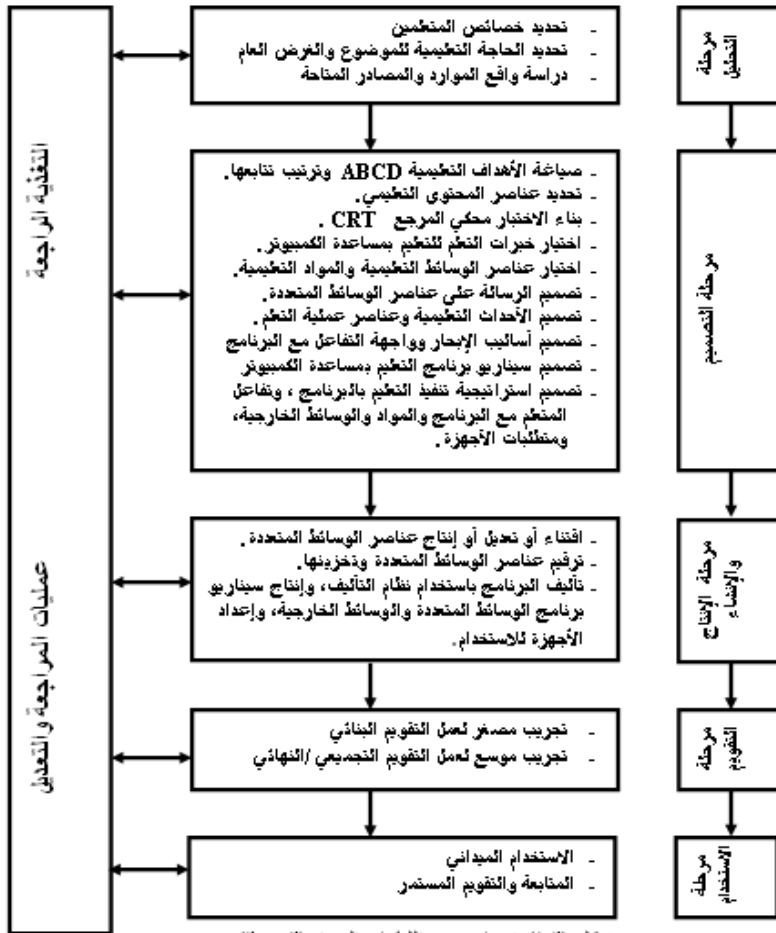 مرحلة
التحليل
- تحديد خصائص المتعلمين
- تحديد الحاجة التعليمية للموضوع والغرض العام
- دراسة واقع الموارد والمصادر المتاحة
مرحلة التصميم
- صياغة الأهداف التعليمية ABCD وترتيب تتابعها.
- تحديد عناصر المحتوى التعليمي.
- بناء الاختبار محكي المرجع CRT .
- اختيار خبرات التعلم للتعليم بمساعدة الكمبيوتر.
- اختيار عناصر الوسائط التعليمية والمواد التعليمية.
- تصميم الرسالة على عناصر الوسائط المتعددة.
- تصميم الأحداث التعليمية وعناصر عملية التعلم.
- تصميم أساليب الإبحار وواجهة التفاعل مع البرنامج
- تصميم سيناريو برنامج التعليم بمساعدة الكمبيوتر
- تصميم استراتيجية تنفيذ التعليم بالبرنامج ، وتفاعل
المتعلم مع البرنامج والمواد والوسائط الخارجية،
ومتطلبات الأجهزة .
مرحلة الإنتاج
والإنشاء
- اقتناء أو تعديل أو إنتاج عناصر الوسائط المتعددة .
- ترقيم عناصر الوسائط المتعددة وتخزينها.
- تأليف البرنامج باستخدام نظام التأليف، وإنتاج سيناريو
برنامج الوسائط المتعددة والوسائط الخارجية، وإعداد
الأجهزة للاستخدام.
مرحلة
التقويم
- تجريب مصغر لعمل التقويم البنائي
- تجريب موسع لعمل التقويم التجميعي /النهائي
مرحلة
الاستخدام
- الاستخدام الميداني
- المتابعة والتقويم المستمر
التغذية الراجعة
عمليات المراجعة والتعديل